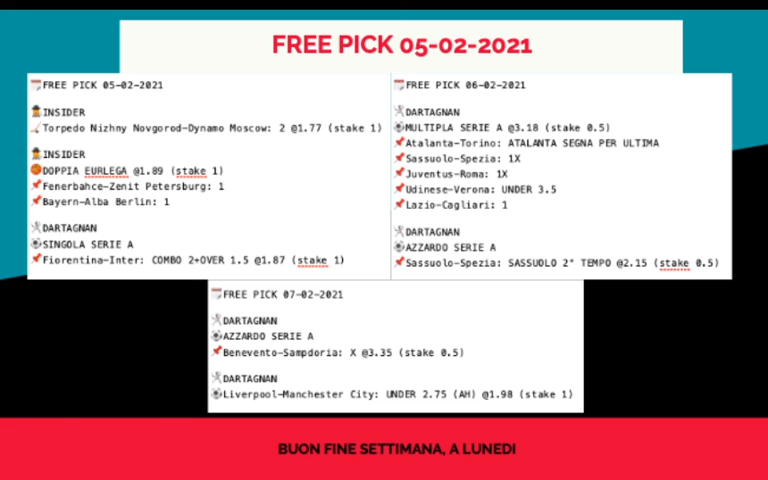 FREE PICK 05-02-2021
FREE PICK 05-02-2021
INSIDER
Torpedo Nizhny Novgorod-Dynamo Moscow: 2 @1.77 (stake 1)
INSIDER
DOPPIA EURLEGA @1.89 (stake 1)
Fenerbahce-Zenit Petersburg: 1
Bayern-Alba Berlin: 1
DARTAGNAN
SINGOLA SERIE A
Fiorentina-Inter: COMBO 2+OVER 1.5 @1.87 (stake 1)
FREE PICK 06-02-2021
DARTAGNAN
MULTIPLA SERIE A @3.18 (stake 0.5)
Atalanta-Torino: ATALANTA SEGNA PER ULTIMA
Sassuolo-Spezia: 1X
Juventus-Roma: 1X
Udinese-Verona: UNDER 3.5
Lazio-Cagliari: 1
DARTAGNAN
AZZARDO SERIE A
Sassuolo-Spezia: SASSUOLO 2° TEMPO @2.15 (stake 0.5)
FREE PICK 07-02-2021
DARTAGNAN
AZZARDO SERIE A
Benevento-Sampdoria: X @3.35 (stake 0.5)
DARTAGNAN
Liverpool-Manchester City: UNDER 2.75 (AH) @1.98 (stake 1)
BUON FINE SETTIMANA, A LUNEDI